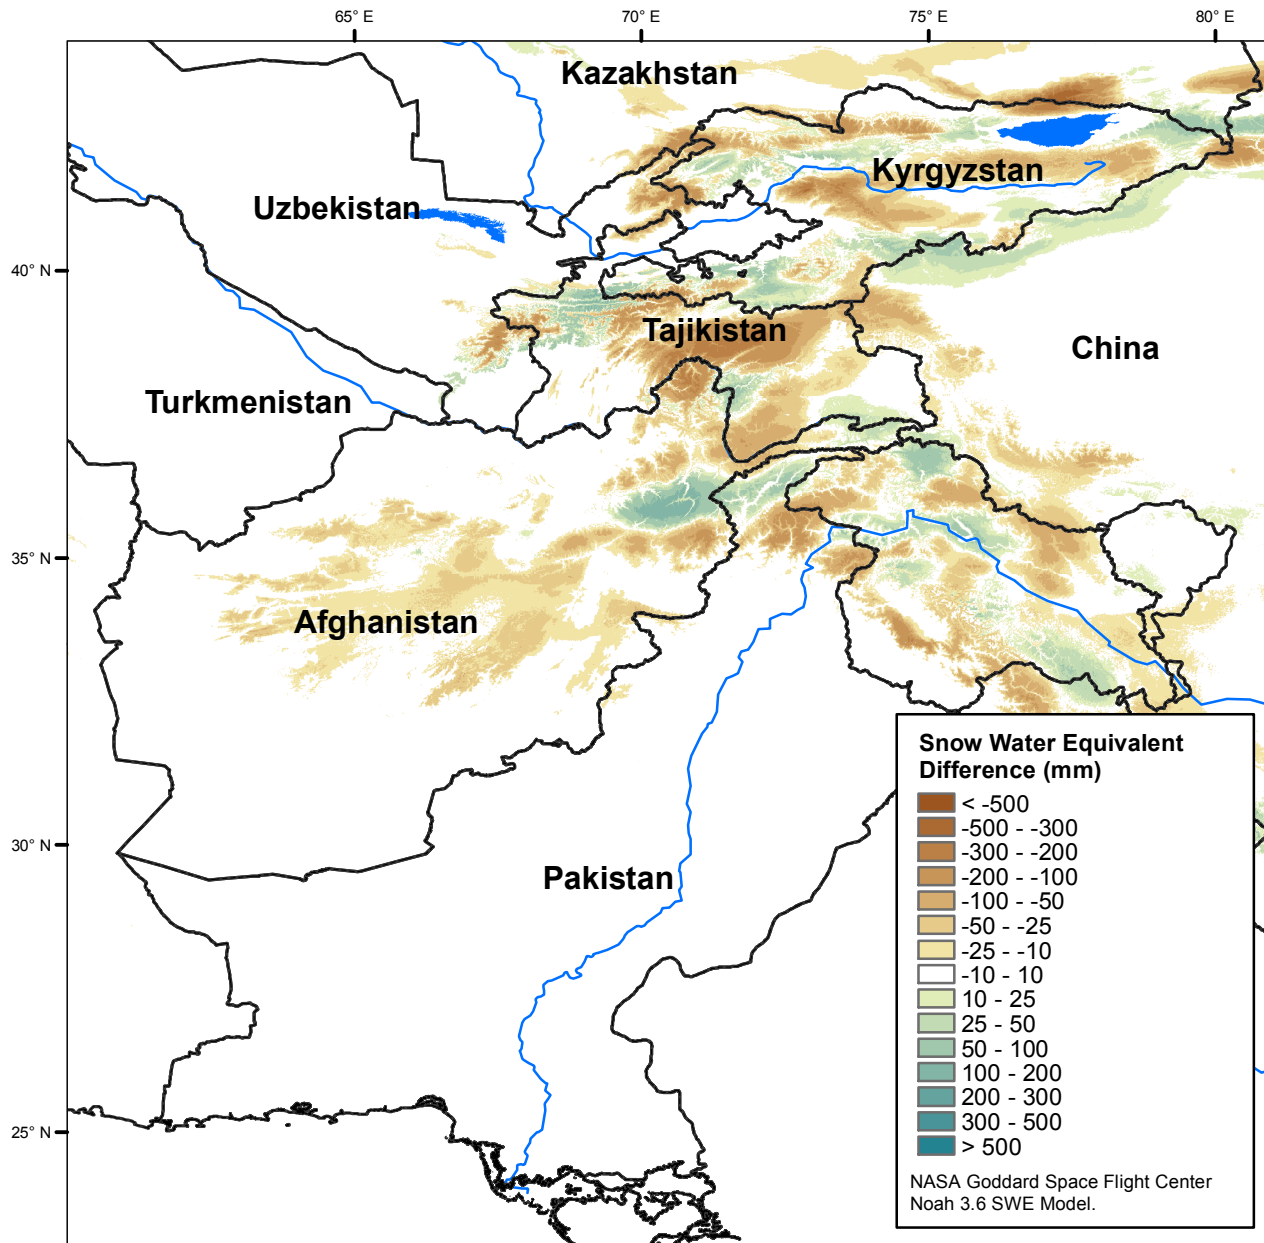 65° E
70° E
75° E
80° E
Kazakhstan
Kyrgyzstan
Uzbekistan
40° N
Tajikistan
China
Turkmenistan
35° N
Afghanistan
30° N
Pakistan
25° N
Snow Water Equivalent
Difference (mm)
< -500
-500 - -300
-300 - -200
-200 - -100
-100 - -50
-50 - -25
-25 - -10
-10 - 10
10 - 25
25 - 50
50 - 100
100 - 200
200 - 300
300 - 500
> 500
NASA Goddard Space Flight Center
Noah 3.6 SWE Model.